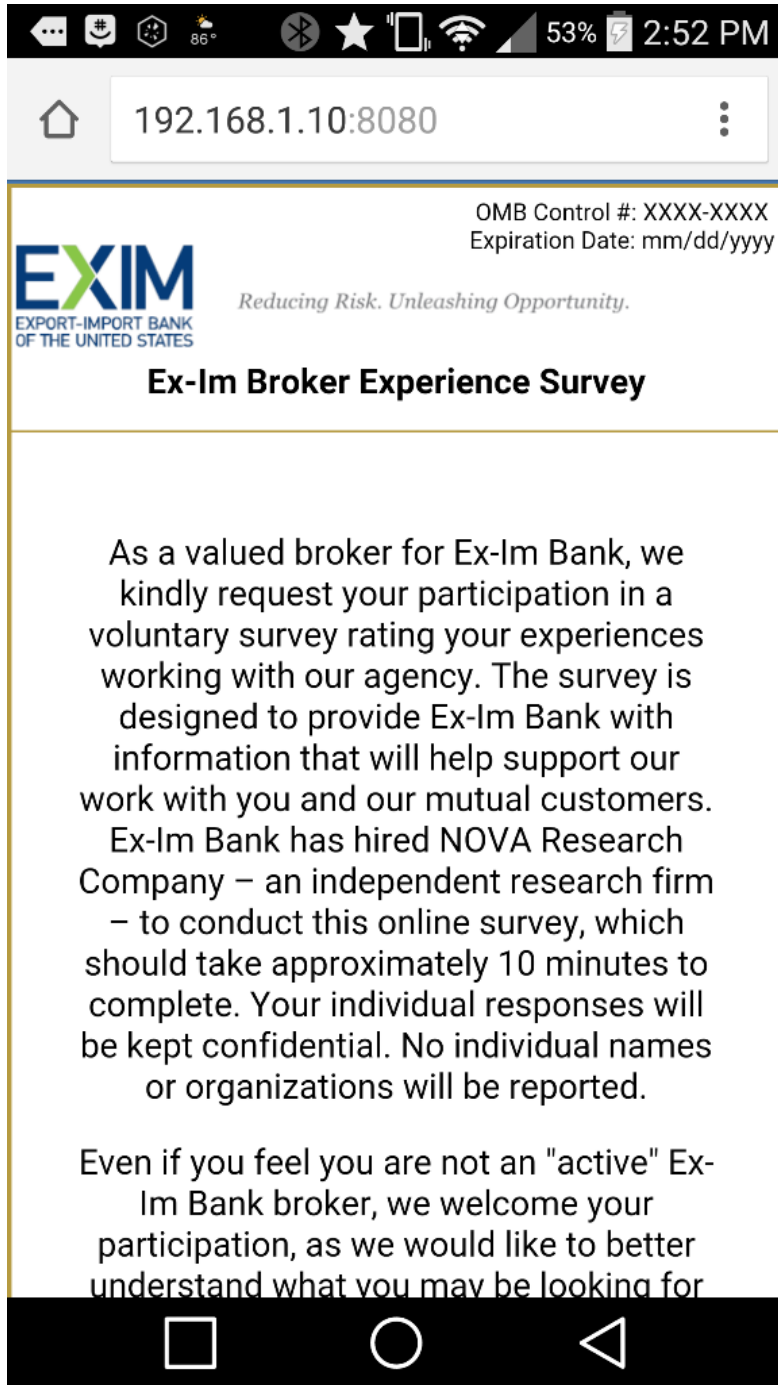 86°
53%
2:52 PM
192.168.1.10:8080
OMB Control #: XXXX-XXXX
Expiration Date: mm/dd/yyyy
EXIM
EXPORT-IMPORT BANK
OF THE UNITED STATES
Reducing Risk. Unleashing Opportunity.
Ex-Im Broker Experience Survey
As a valued broker for Ex-Im Bank, we
kindly request your participation in a
voluntary survey rating your experiences
working with our agency. The survey is
designed to provide Ex-Im Bank with
information that will help support our
work with you and our mutual customers.
Ex-Im Bank has hired NOVA Research
Company – an independent research firm
– to conduct this online survey, which
should take approximately 10 minutes to
complete. Your individual responses will
be kept confidential. No individual names
or organizations will be reported.
Even if you feel you are not an "active" Ex-
Im Bank broker, we welcome your
participation, as we would like to better
understand what you may be looking for